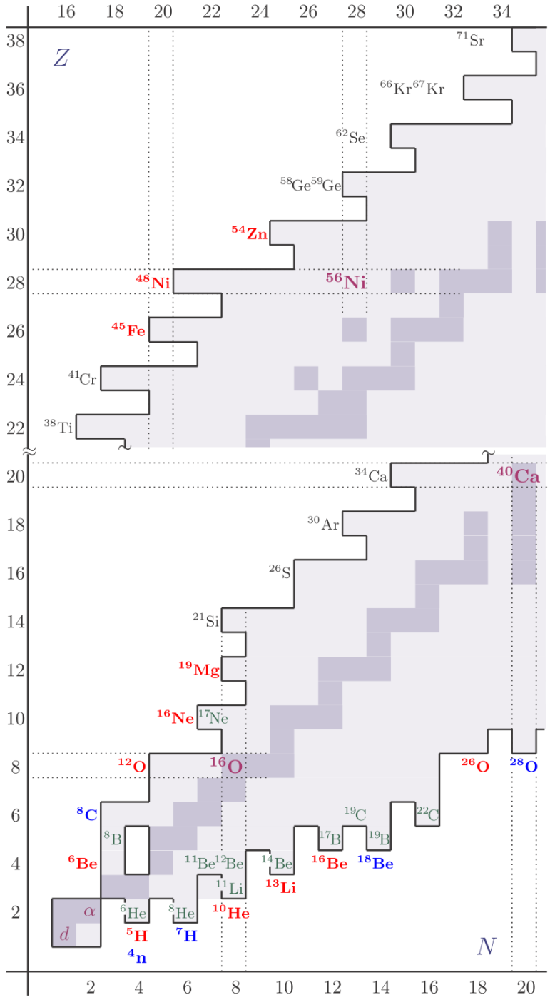 16 18 20 22 24 26 28 30 32 34
38 ⁷¹Sr
Z
36 ⁶⁶Kr⁶⁷Kr
34 ⁶²Se
32 ⁵⁸Ge⁵⁹Ge
30 ⁵⁴Zn
28 ⁴⁸Ni ⁵⁶Ni
26 ⁴⁵Fe
24 ⁴¹Cr
22 ³⁸Ti
≈ ~ ~
20 ³⁴Ca ⁴⁰Ca
18 ³⁰Ar
16 ²⁶S
14 ²¹Si
12 ¹⁹Mg
10 ¹⁶Ne ¹⁷Ne
8 ¹²O ¹⁶O ²⁶O ²⁸O
6 ⁸C ¹⁹C ²²C
⁸B ¹⁷B ¹⁹B
4 ⁶Be ¹¹Be¹²Be ¹⁴Be ¹⁶Be ¹⁸Be
¹¹Li ¹³Li
2 α ⁶He ⁸He ¹⁰He
d ⁵H ⁷H
N
⁴n
2 4 6 8 10 12 14 16 18 20